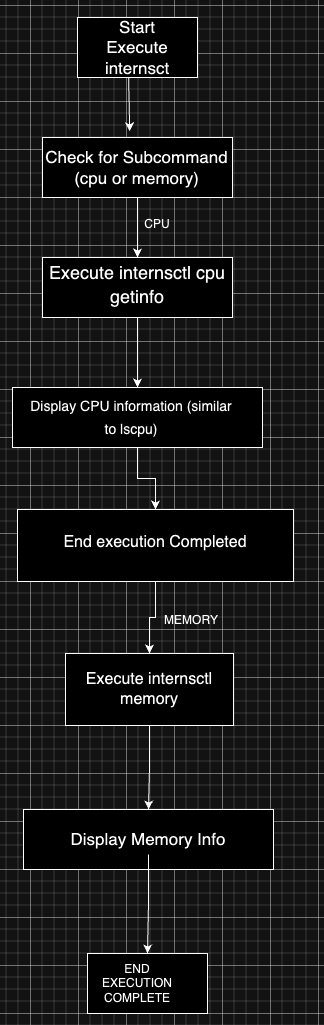 Start
Execute
internsct
Check for Subcommand
(cpu or memory)
CPU
Execute internsctl cpu
getinfo
Display CPU information (similar
to lscpu)
End execution Completed
MEMORY
Execute internsctl
memory
Display Memory Info
END
EXECUTION
COMPLETE